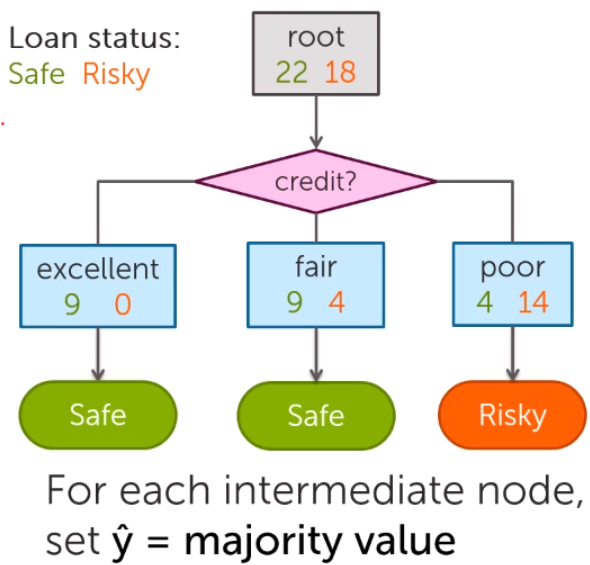 Loan status:
Safe Risky
root
22 18
credit?
excellent
9 0
fair
9 4
poor
4 14
Safe
Safe
Risky
For each intermediate node,
set ŷ = majority value